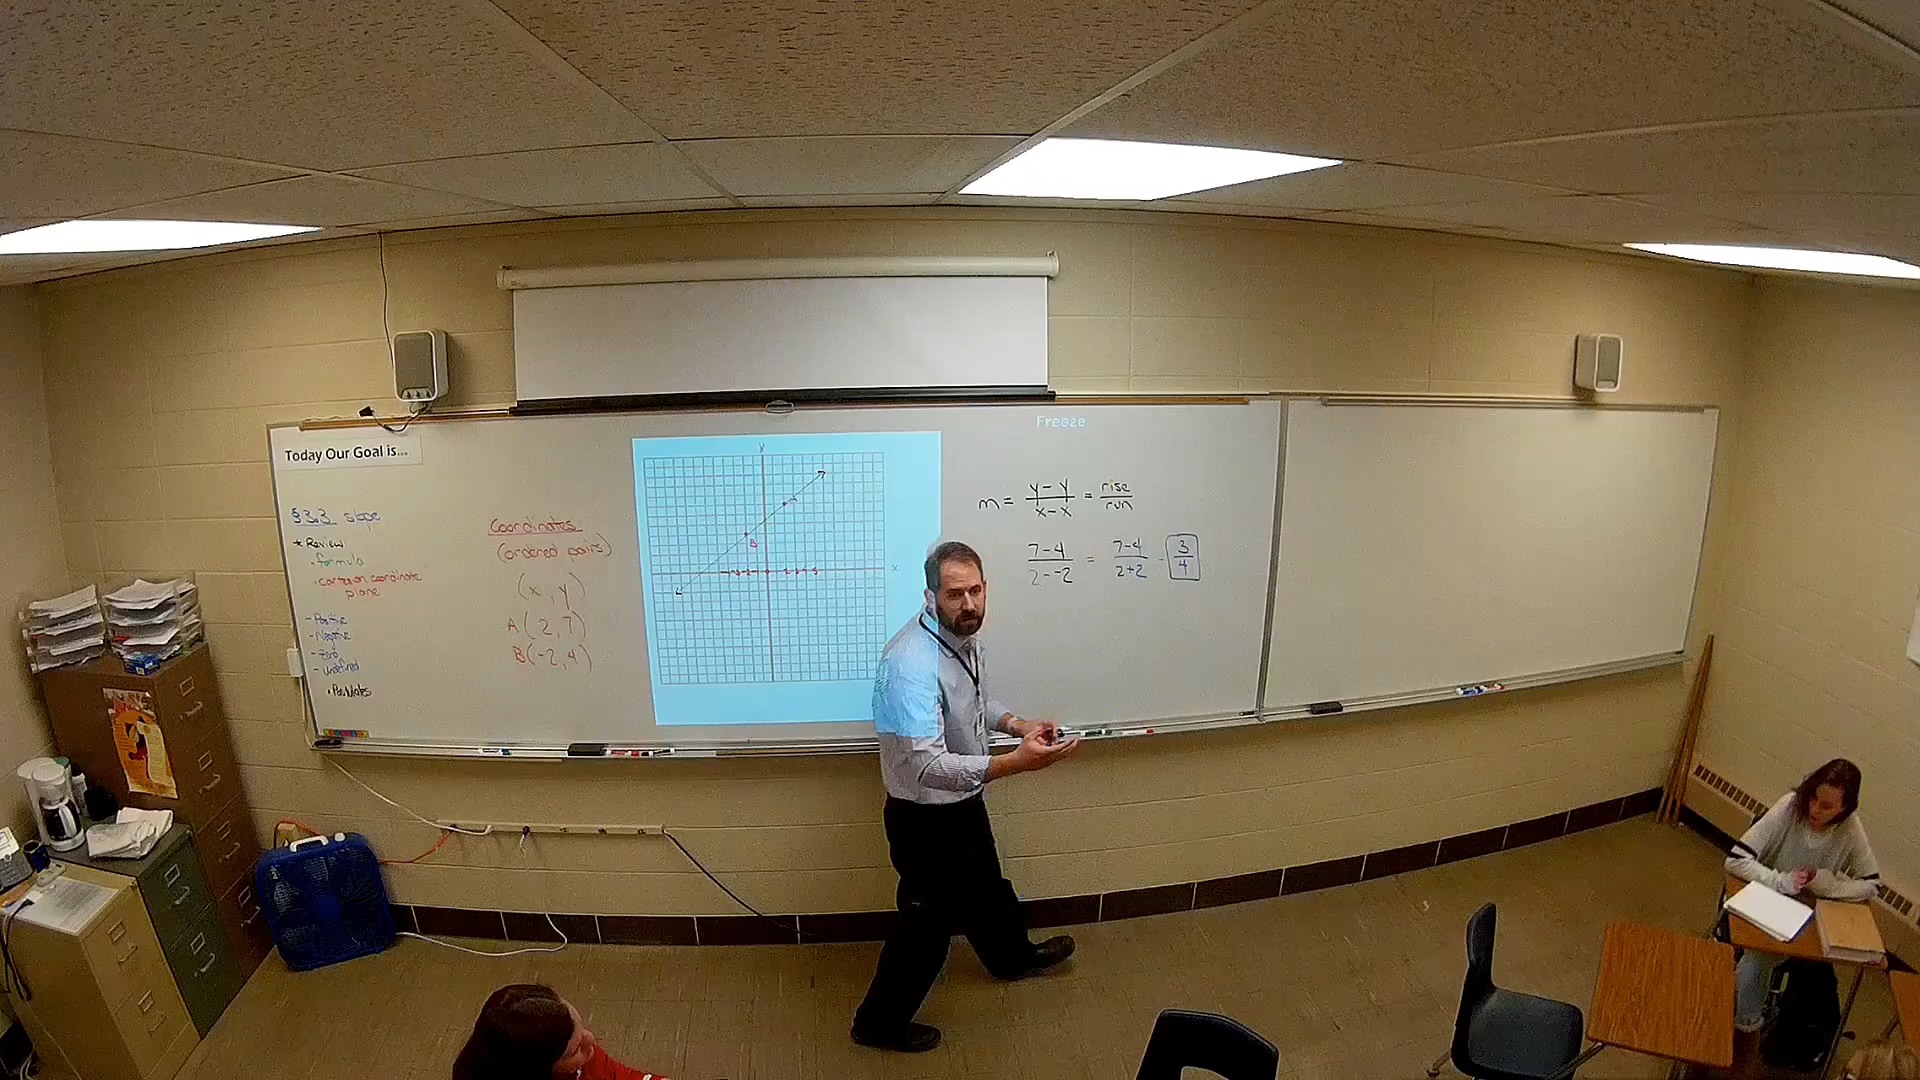 Freeze
Today Our Goal is....
§3.3 slope
* Review:
· formula
· cartesian coordinate
plane
- Positive
- Negative
- Zero
- undefined
Coordinates
(ordered pairs)
(x, y)
A(2, 7)
B(-2, 4)
y
A
B
x
m = y-y/x-x = rise/run
7-4/2--2 = 7-4/2+2 = 3/4